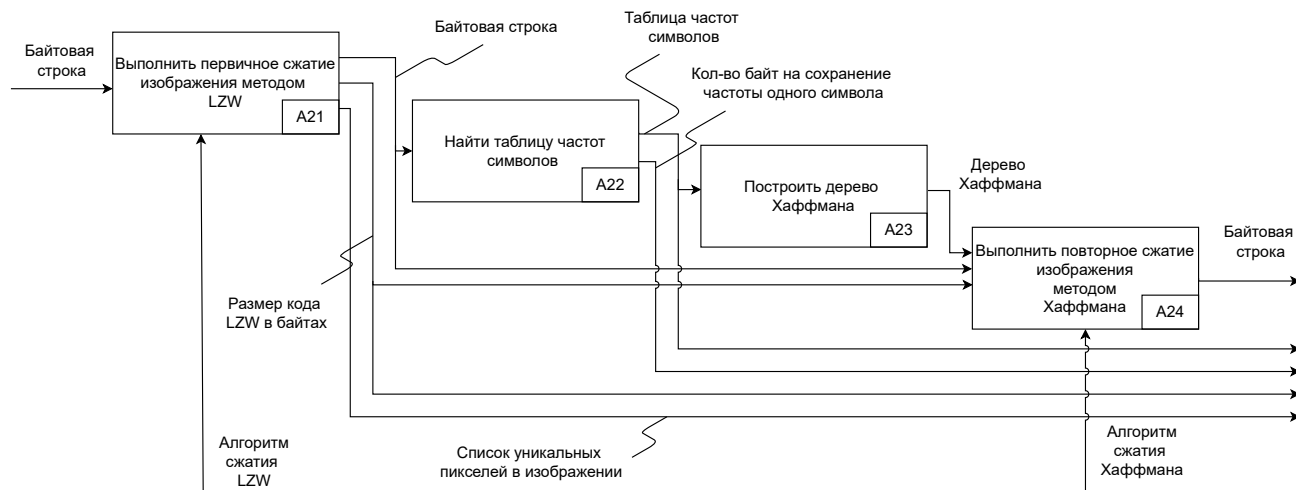 Байтовая
строка
Выполнить первичное сжатие
изображения методом
LZW
A21
Байтовая строка
Таблица частот
символов
Кол-во байт на сохранение
частоты одного символа
Найти таблицу частот
символов
A22
Построить дерево
Хаффмана
A23
Дерево
Хаффмана
Выполнить повторное сжатие
изображения
методом
Хаффмана
A24
Байтовая
строка
Размер кода
LZW в байтах
Алгоритм
сжатия
LZW
Список уникальных
пикселей в изображении
Алгоритм
сжатия
Хаффмана